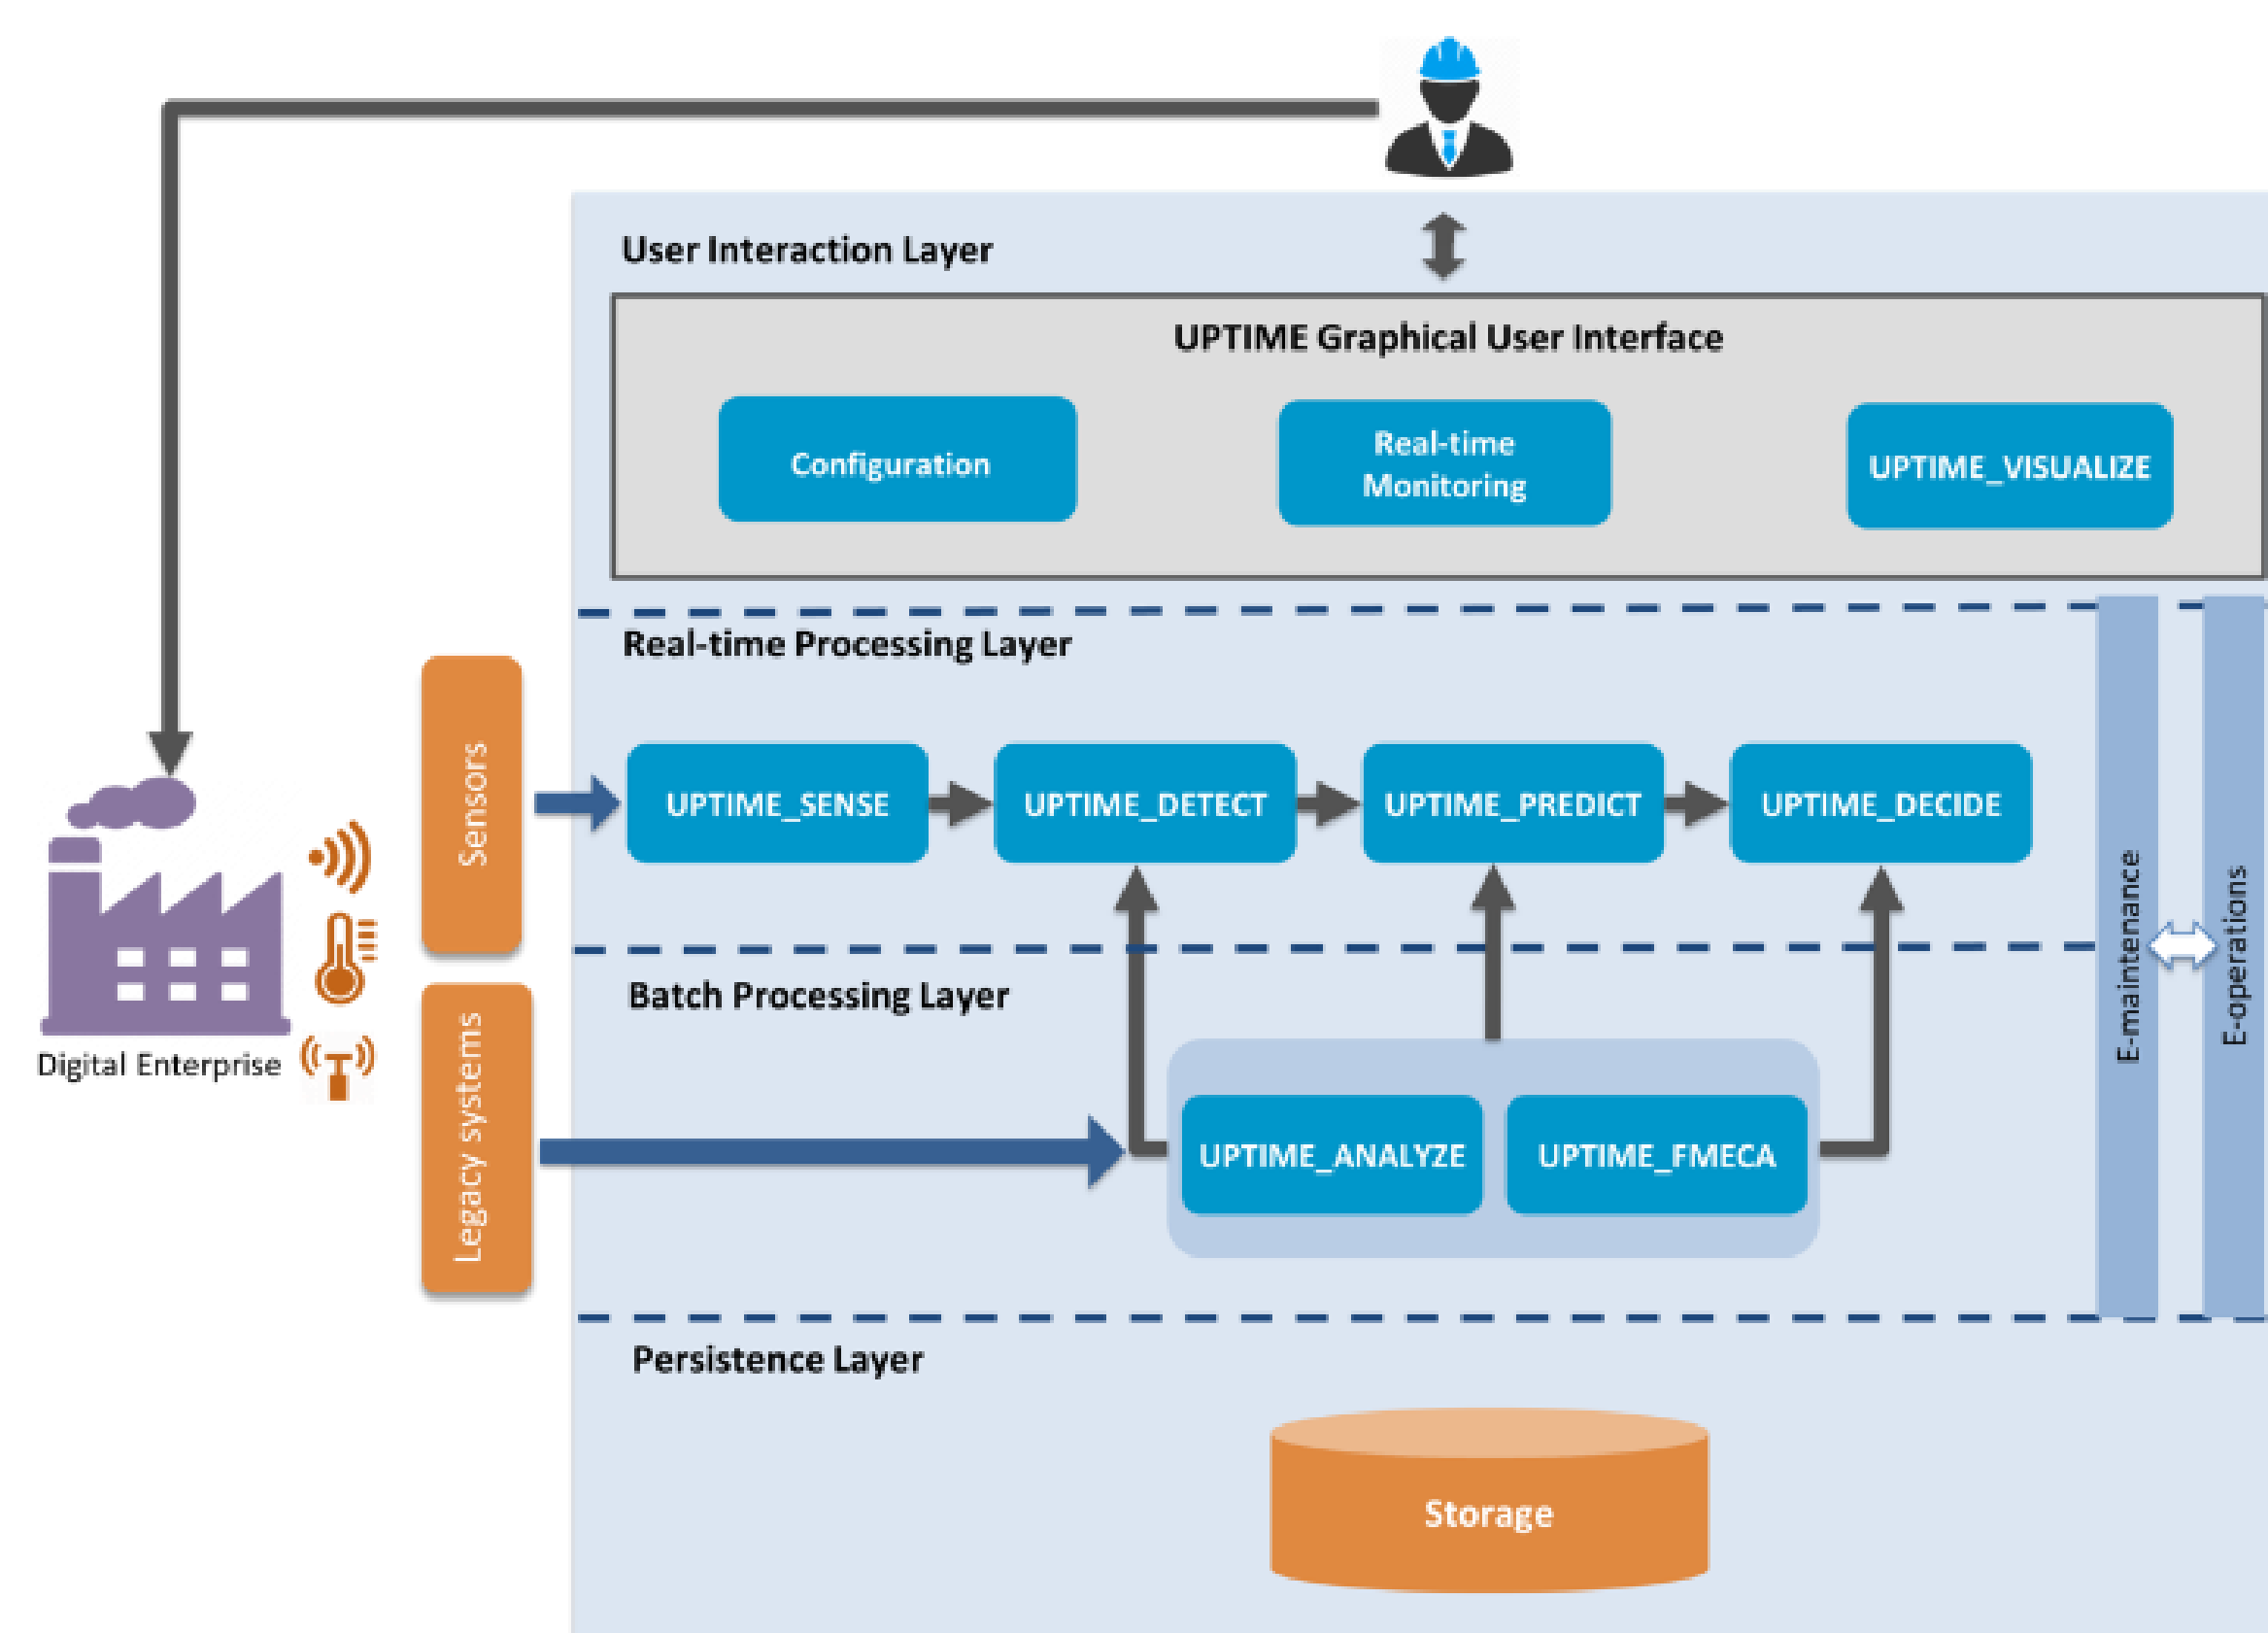 User Interaction Layer
UPTIME Graphical User Interface
Configuration
Real-time
Monitoring
UPTIME_VISUALIZE
Real-time Processing Layer
Sensors
UPTIME_SENSE
UPTIME_DETECT
UPTIME_PREDICT
UPTIME_DECIDE
E-maintenance
E-operations
Batch Processing Layer
Digital Enterprise
Legacy systems
UPTIME_ANALYZE
UPTIME_FMECA
Persistence Layer
Storage